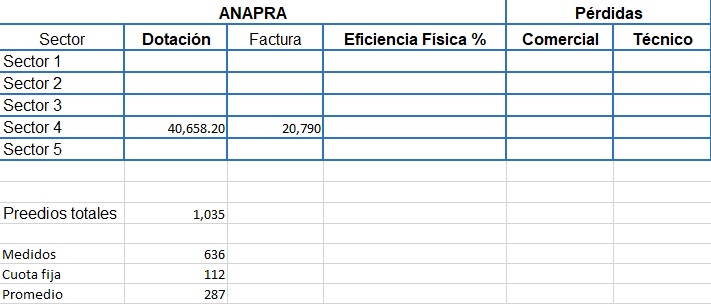 ANAPRA Pérdidas
Sector Dotación Factura Eficiencia Física % Comercial Técnico
Sector 1
Sector 2
Sector 3
Sector 4 40,658.20 20,790
Sector 5
Preedios totales 1,035
Medidos 636
Cuota fija 112
Promedio 287